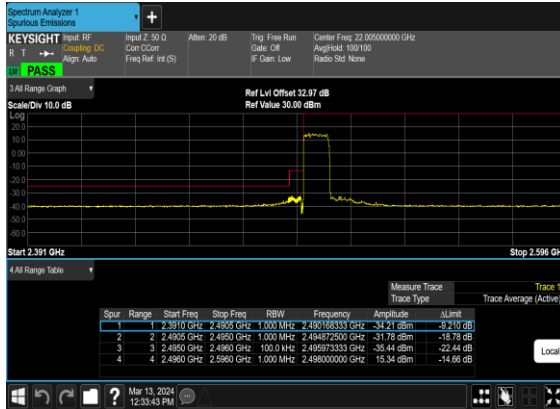 Spectrum Analyzer 1
Spurious Emissions
KEYSIGHT Input: RF Input Z: 50 Ω Atten: 20 dB Trig: Free Run Center Freq: 22.005000000 GHz
R T Coupling: DC Corr CCorr Gate: Off Avg|Hold: 100/100
Align: Auto Freq Ref: Int (S) IF Gain: Low Radio Std: None
PASS
3 All Range Graph
Ref Lvl Offset 32.97 dB
Scale/Div 10.0 dB Ref Value 30.00 dBm
Log
20.0
10.0
0.00
-10.0
-20.0
-30.0
-40.0
-50.0
-60.0
Start 2.391 GHz Stop 2.596 GH
4 All Range Table
Measure Trace Trace 1
Trace Type Trace Average (Active)
Spur Range Start Freq Stop Freq RBW Frequency Amplitude ΔLimit
1 1 2.3910 GHz 2.4905 GHz 1.000 MHz 2.490168333 GHz -34.21 dBm -9.210 dB
2 2 2.4905 GHz 2.4950 GHz 1.000 MHz 2.494872500 GHz -31.78 dBm -18.78 dB
3 3 2.4950 GHz 2.4960 GHz 100.0 kHz 2.495973333 GHz -35.44 dBm -22.44 dB
4 4 2.4960 GHz 2.5960 GHz 1.000 MHz 2.498000000 GHz 15.34 dBm -14.66 dB
Local
Mar 13, 2024
12:33:43 PM